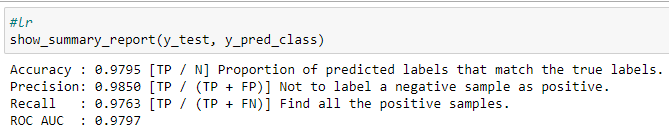 #lr
show_summary_report(y_test, y_pred_class)
Accuracy : 0.9795 [TP / N] Proportion of predicted labels that match the true labels.
Precision: 0.9850 [TP / (TP + FP)] Not to label a negative sample as positive.
Recall   : 0.9763 [TP / (TP + FN)] Find all the positive samples.
ROC AUC  : 0.9797